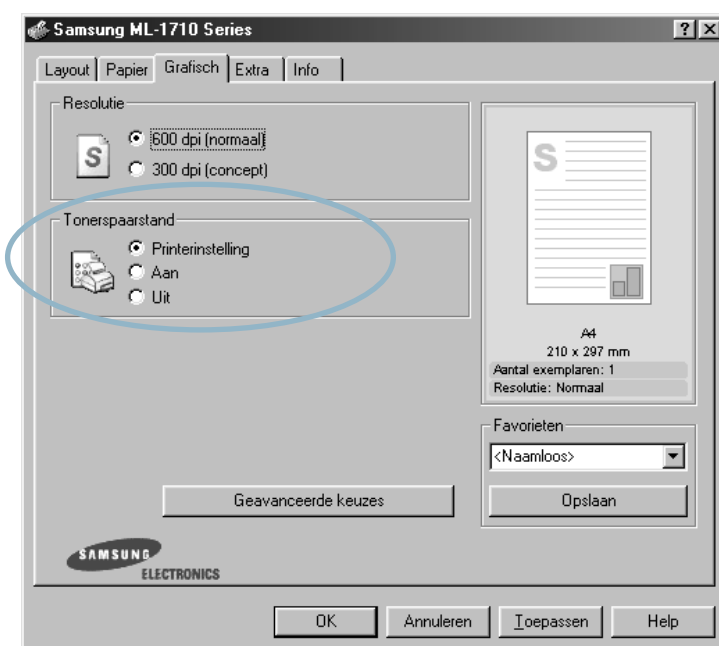 Samsung ML-1710 Series
Layout Papier Grafisch Extra Info
Resolutie
600 dpi (normaal)
300 dpi (concept)
S
S
Tonerspaarstand
Printerinstelling
Aan
Uit
A4
210 x 297 mm
Aantal exemplaren: 1
Resolutie: Normaal
Favorieten
<Naamloos>
Geavanceerde keuzes
Opslaan
SAMSUNG
ELECTRONICS
OK Annuleren Toepassen Help